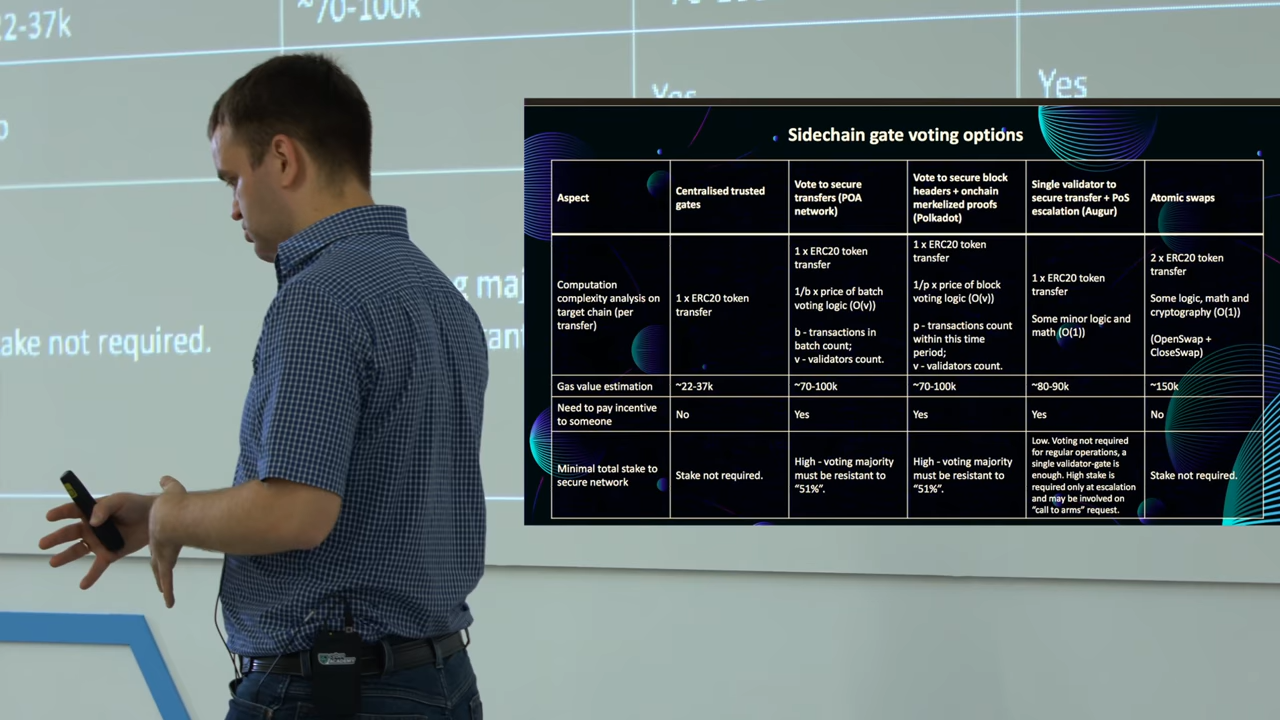 22-37k
~70-100k
Yes
Yes
ake not required.
g maj
Sidechain gate voting options
Aspect
Centralised trusted
gates
Vote to secure
transfers (POA
network)
Vote to secure block
headers + onchain
merkelized proofs
(Polkadot)
Single validator to
secure transfer + PoS
escalation (Augur)
Atomic swaps
Computation
complexity analysis on
target chain (per
transfer)
1 x ERC20 token
transfer
1 x ERC20 token
transfer
1/b x price of batch
voting logic (O(v))
b - transactions in
batch count;
v - validators count.
1 x ERC20 token
transfer
1/p x price of block
voting logic (O(v))
p - transactions count
within this time
period;
v - validators count.
1 x ERC20 token
transfer
Some minor logic and
math (O(1))
2 x ERC20 token
transfer
Some logic, math and
cryptography (O(1))
(OpenSwap +
CloseSwap)
Gas value estimation
~22-37k
~70-100k
~70-100k
~80-90k
~150k
Need to pay incentive
to someone
No
Yes
Yes
Yes
No
Minimal total stake to
secure network
Stake not required.
High - voting majority
must be resistant to
“51%”.
High - voting majority
must be resistant to
“51%”.
Low. Voting not required
for regular operations, a
single validator-gate is
enough. High stake is
required only at escalation
and may be involved on
“call to arms” request.
Stake not required.
ACADEMY